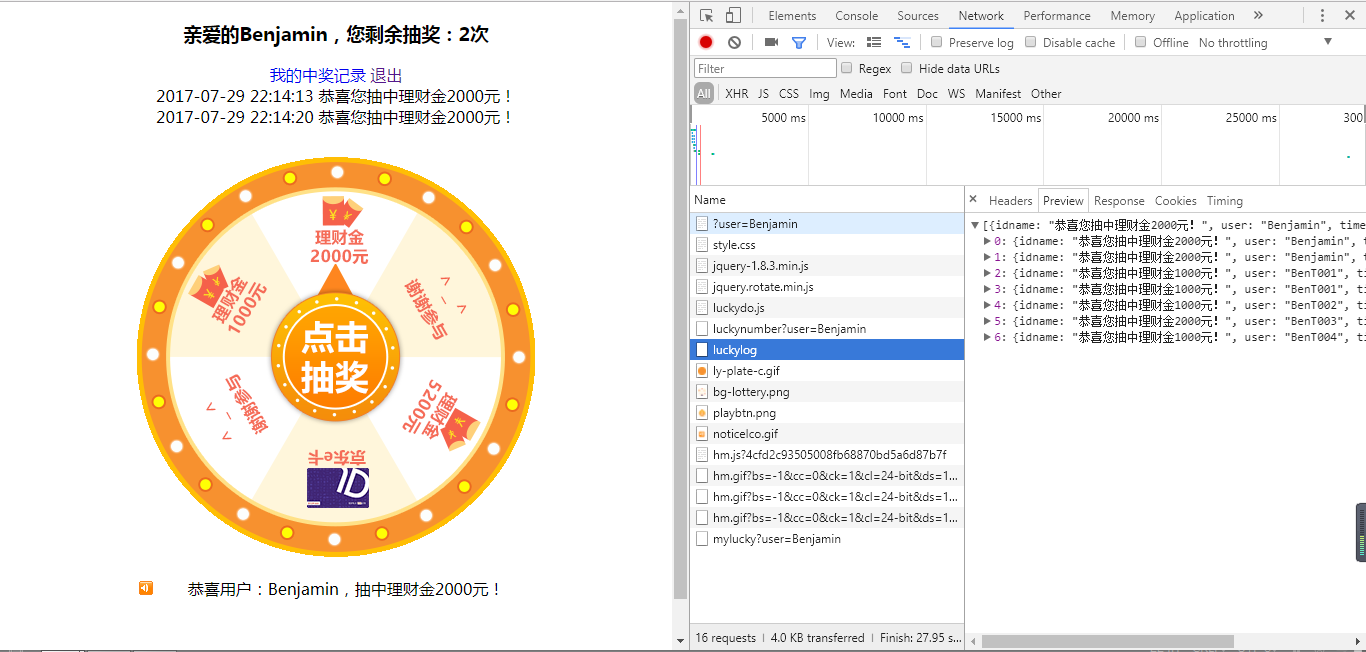 亲爱的Benjamin，您剩余抽奖：2次
我的中奖记录 退出
2017-07-29 22:14:13 恭喜您抽中理财金2000元！
2017-07-29 22:14:20 恭喜您抽中理财金2000元！
理财金
2000元
谢谢参与
理财金
5200元
京东e卡
谢谢参与
理财金
1000元
点击
抽奖
恭喜用户：Benjamin，抽中理财金2000元！
Elements Console Sources Network Performance Memory Application »
View: Preserve log Disable cache Offline No throttling
Filter Regex Hide data URLs
All XHR JS CSS Img Media Font Doc WS Manifest Other
5000 ms 10000 ms 15000 ms 20000 ms 25000 ms 300
Name
?user=Benjamin
style.css
jquery-1.8.3.min.js
jquery.rotate.min.js
luckydo.js
luckynumber?user=Benjamin
luckylog
ly-plate-c.gif
bg-lottery.png
playbtn.png
noticeIco.gif
hm.js?4cfd2c93505008fb68870bd5a6d87b7f
hm.gif?bs=-1&cc=0&ck=1&cl=24-bit&ds=1...
hm.gif?bs=-1&cc=0&ck=1&cl=24-bit&ds=1...
hm.gif?bs=-1&cc=0&ck=1&cl=24-bit&ds=1...
mylucky?user=Benjamin
16 requests | 4.0 KB transferred | Finish: 27.95 s...
× Headers Preview Response Cookies Timing
▼[{idname: "恭喜您抽中理财金2000元！", user: "Benjamin", time
▶0: {idname: "恭喜您抽中理财金2000元！", user: "Benjamin", t
▶1: {idname: "恭喜您抽中理财金2000元！", user: "Benjamin", t
▶2: {idname: "恭喜您抽中理财金1000元！", user: "BenT001", ti
▶3: {idname: "恭喜您抽中理财金1000元！", user: "BenT001", ti
▶4: {idname: "恭喜您抽中理财金1000元！", user: "BenT002", ti
▶5: {idname: "恭喜您抽中理财金2000元！", user: "BenT003", ti
▶6: {idname: "恭喜您抽中理财金1000元！", user: "BenT004", ti